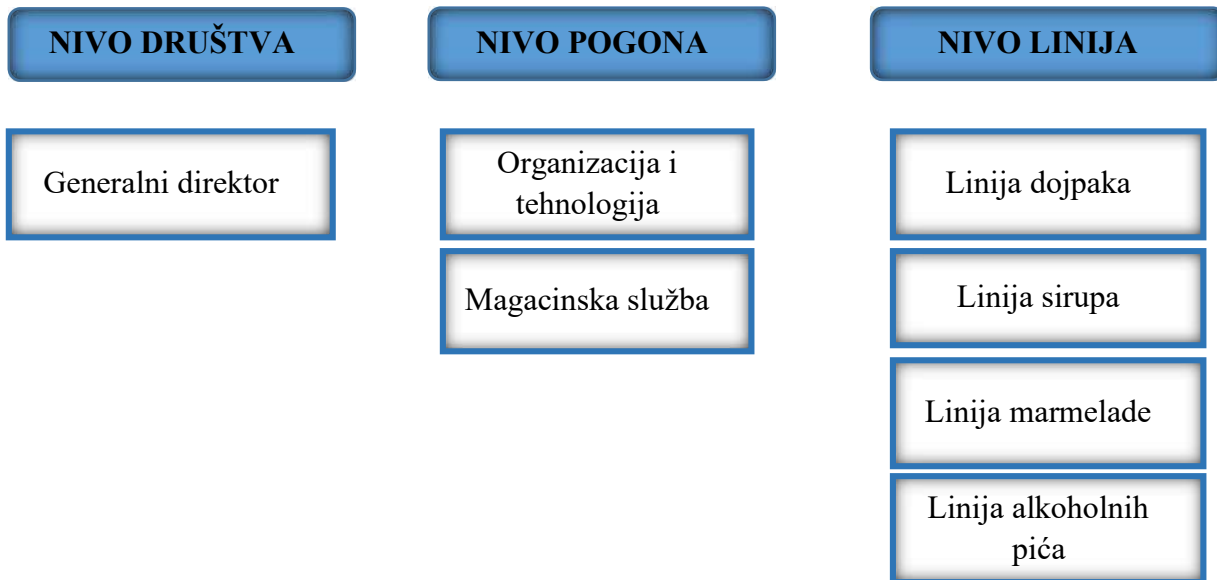 NIVO DRUŠTVA
Generalni direktor
NIVO POGONA
Organizacija i
tehnologija
Magacinska služba
NIVO LINIJA
Linija dojpaka
Linija sirupa
Linija marmelade
Linija alkoholnih
pića